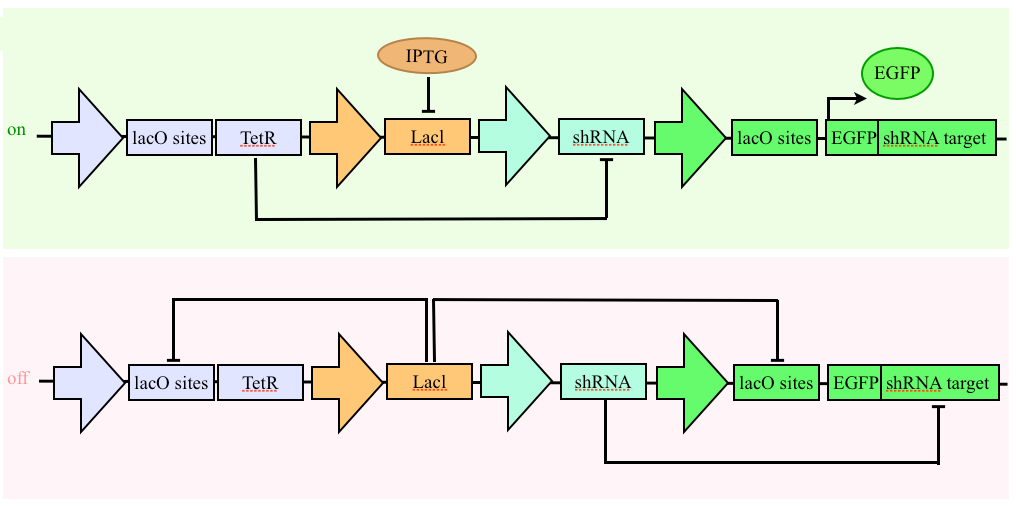 IPTG
EGFP
on
lacO sites
TetR
LacI
shRNA
lacO sites
EGFP
shRNA target
off
lacO sites
TetR
LacI
shRNA
lacO sites
EGFP
shRNA target